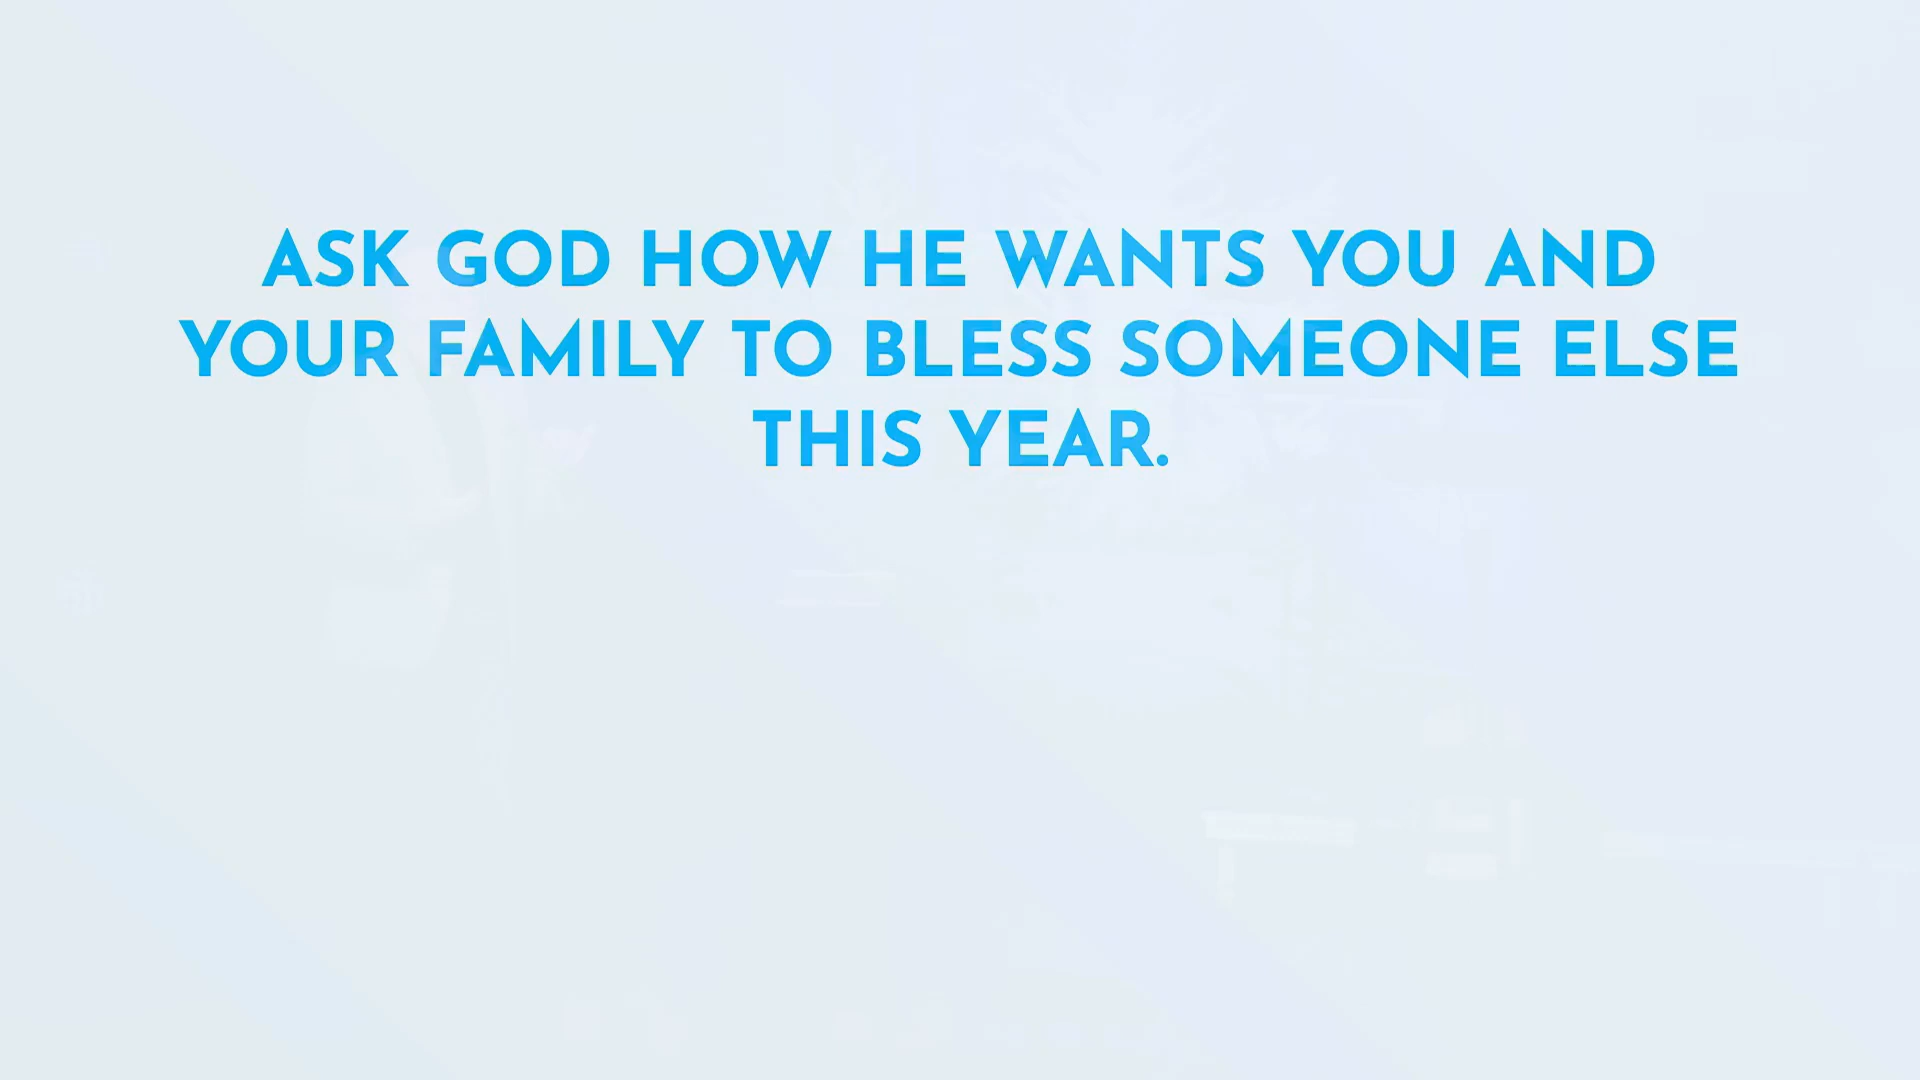 ASK GOD HOW HE WANTS YOU AND
YOUR FAMILY TO BLESS SOMEONE ELSE
THIS YEAR.